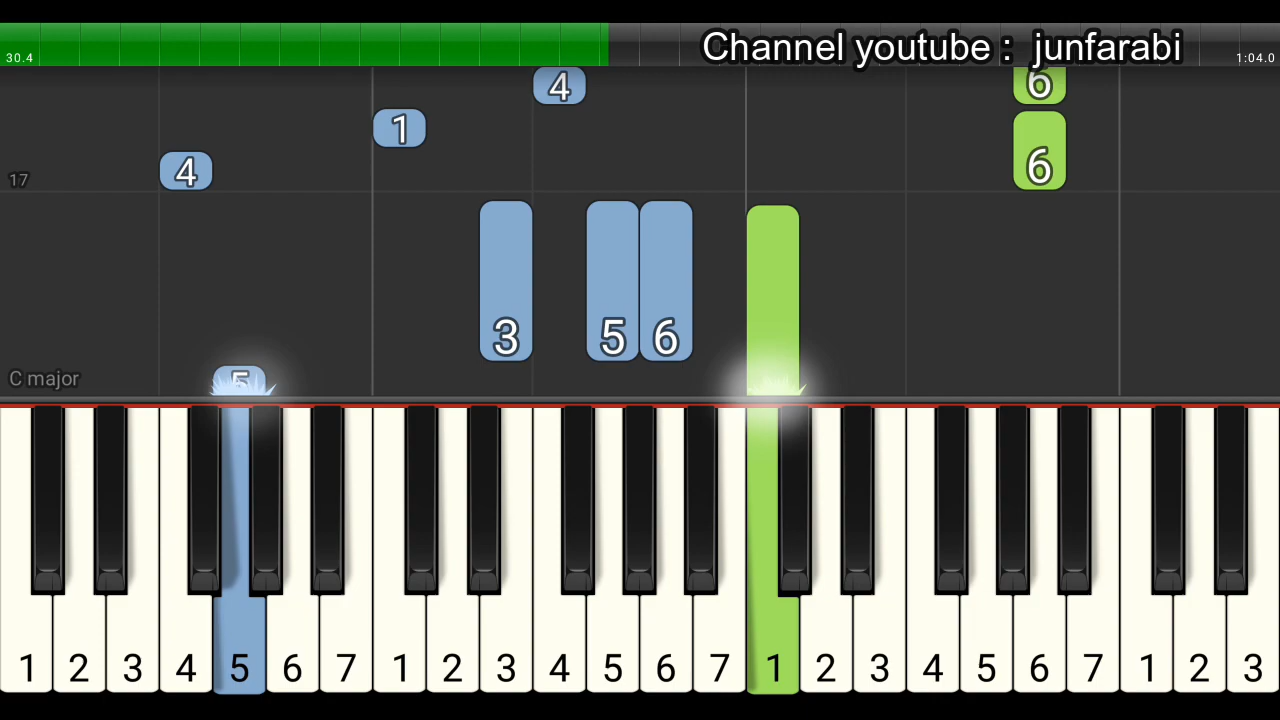 Channel youtube : junfarabi
30.4
1:04.0
4
6
1
4
17
6
3 5 6
C major
5
1 2 3 4 5 6 7 1 2 3 4 5 6 7 1 2 3 4 5 6 7 1 2 3